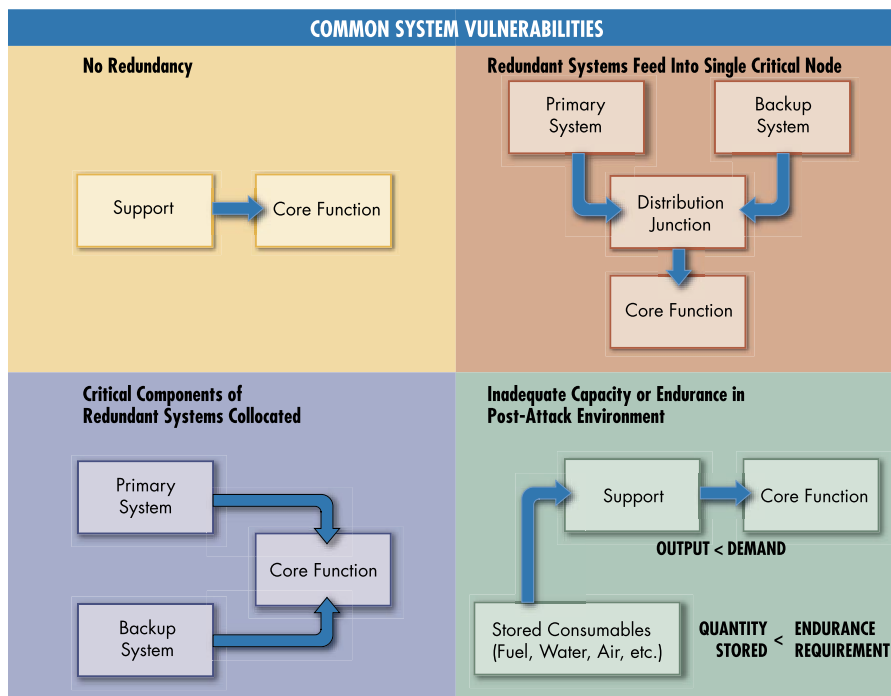 COMMON SYSTEM VULNERABILITIES
No Redundancy
Support
Core Function
Redundant Systems Feed Into Single Critical Node
Primary
System
Backup
System
Distribution
Junction
Core Function
Critical Components of
Redundant Systems Collocated
Primary
System
Core Function
Backup
System
Inadequate Capacity or Endurance in
Post-Attack Environment
Support
Core Function
OUTPUT < DEMAND
Stored Consumables
(Fuel, Water, Air, etc.)
QUANTITY
STORED
<
ENDURANCE
REQUIREMENT